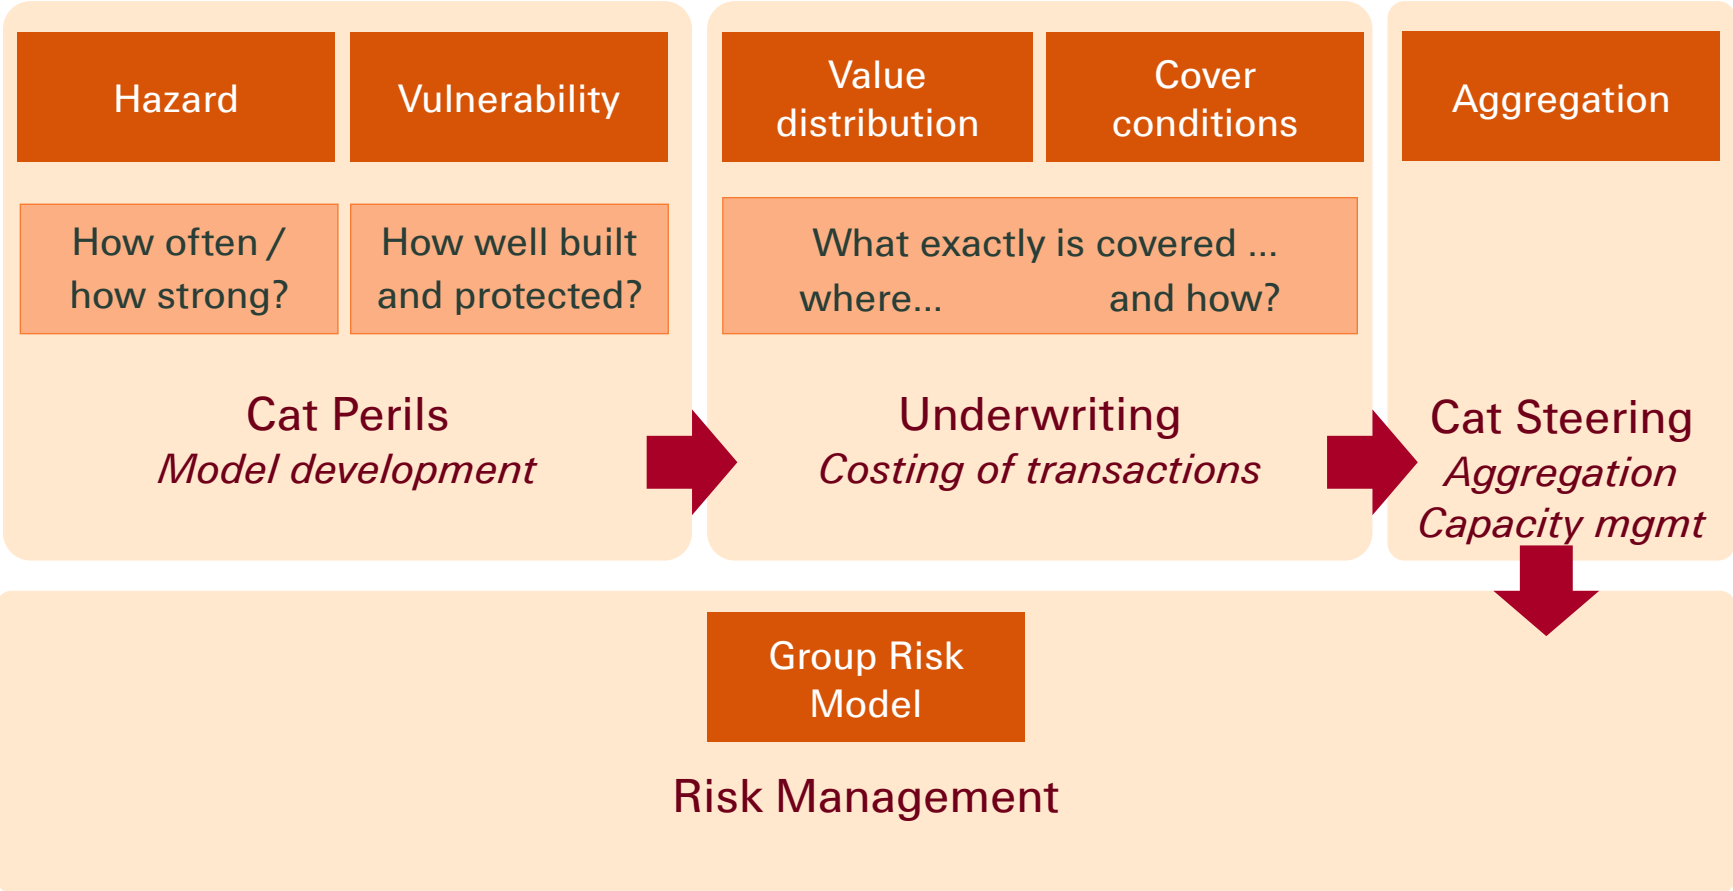 Hazard
Vulnerability
Value
distribution
Cover
conditions
Aggregation
How often /
how strong?
How well built
and protected?
What exactly is covered ...
where... and how?
Cat Perils
Model development
Underwriting
Costing of transactions
Cat Steering
Aggregation
Capacity mgmt
Group Risk
Model
Risk Management